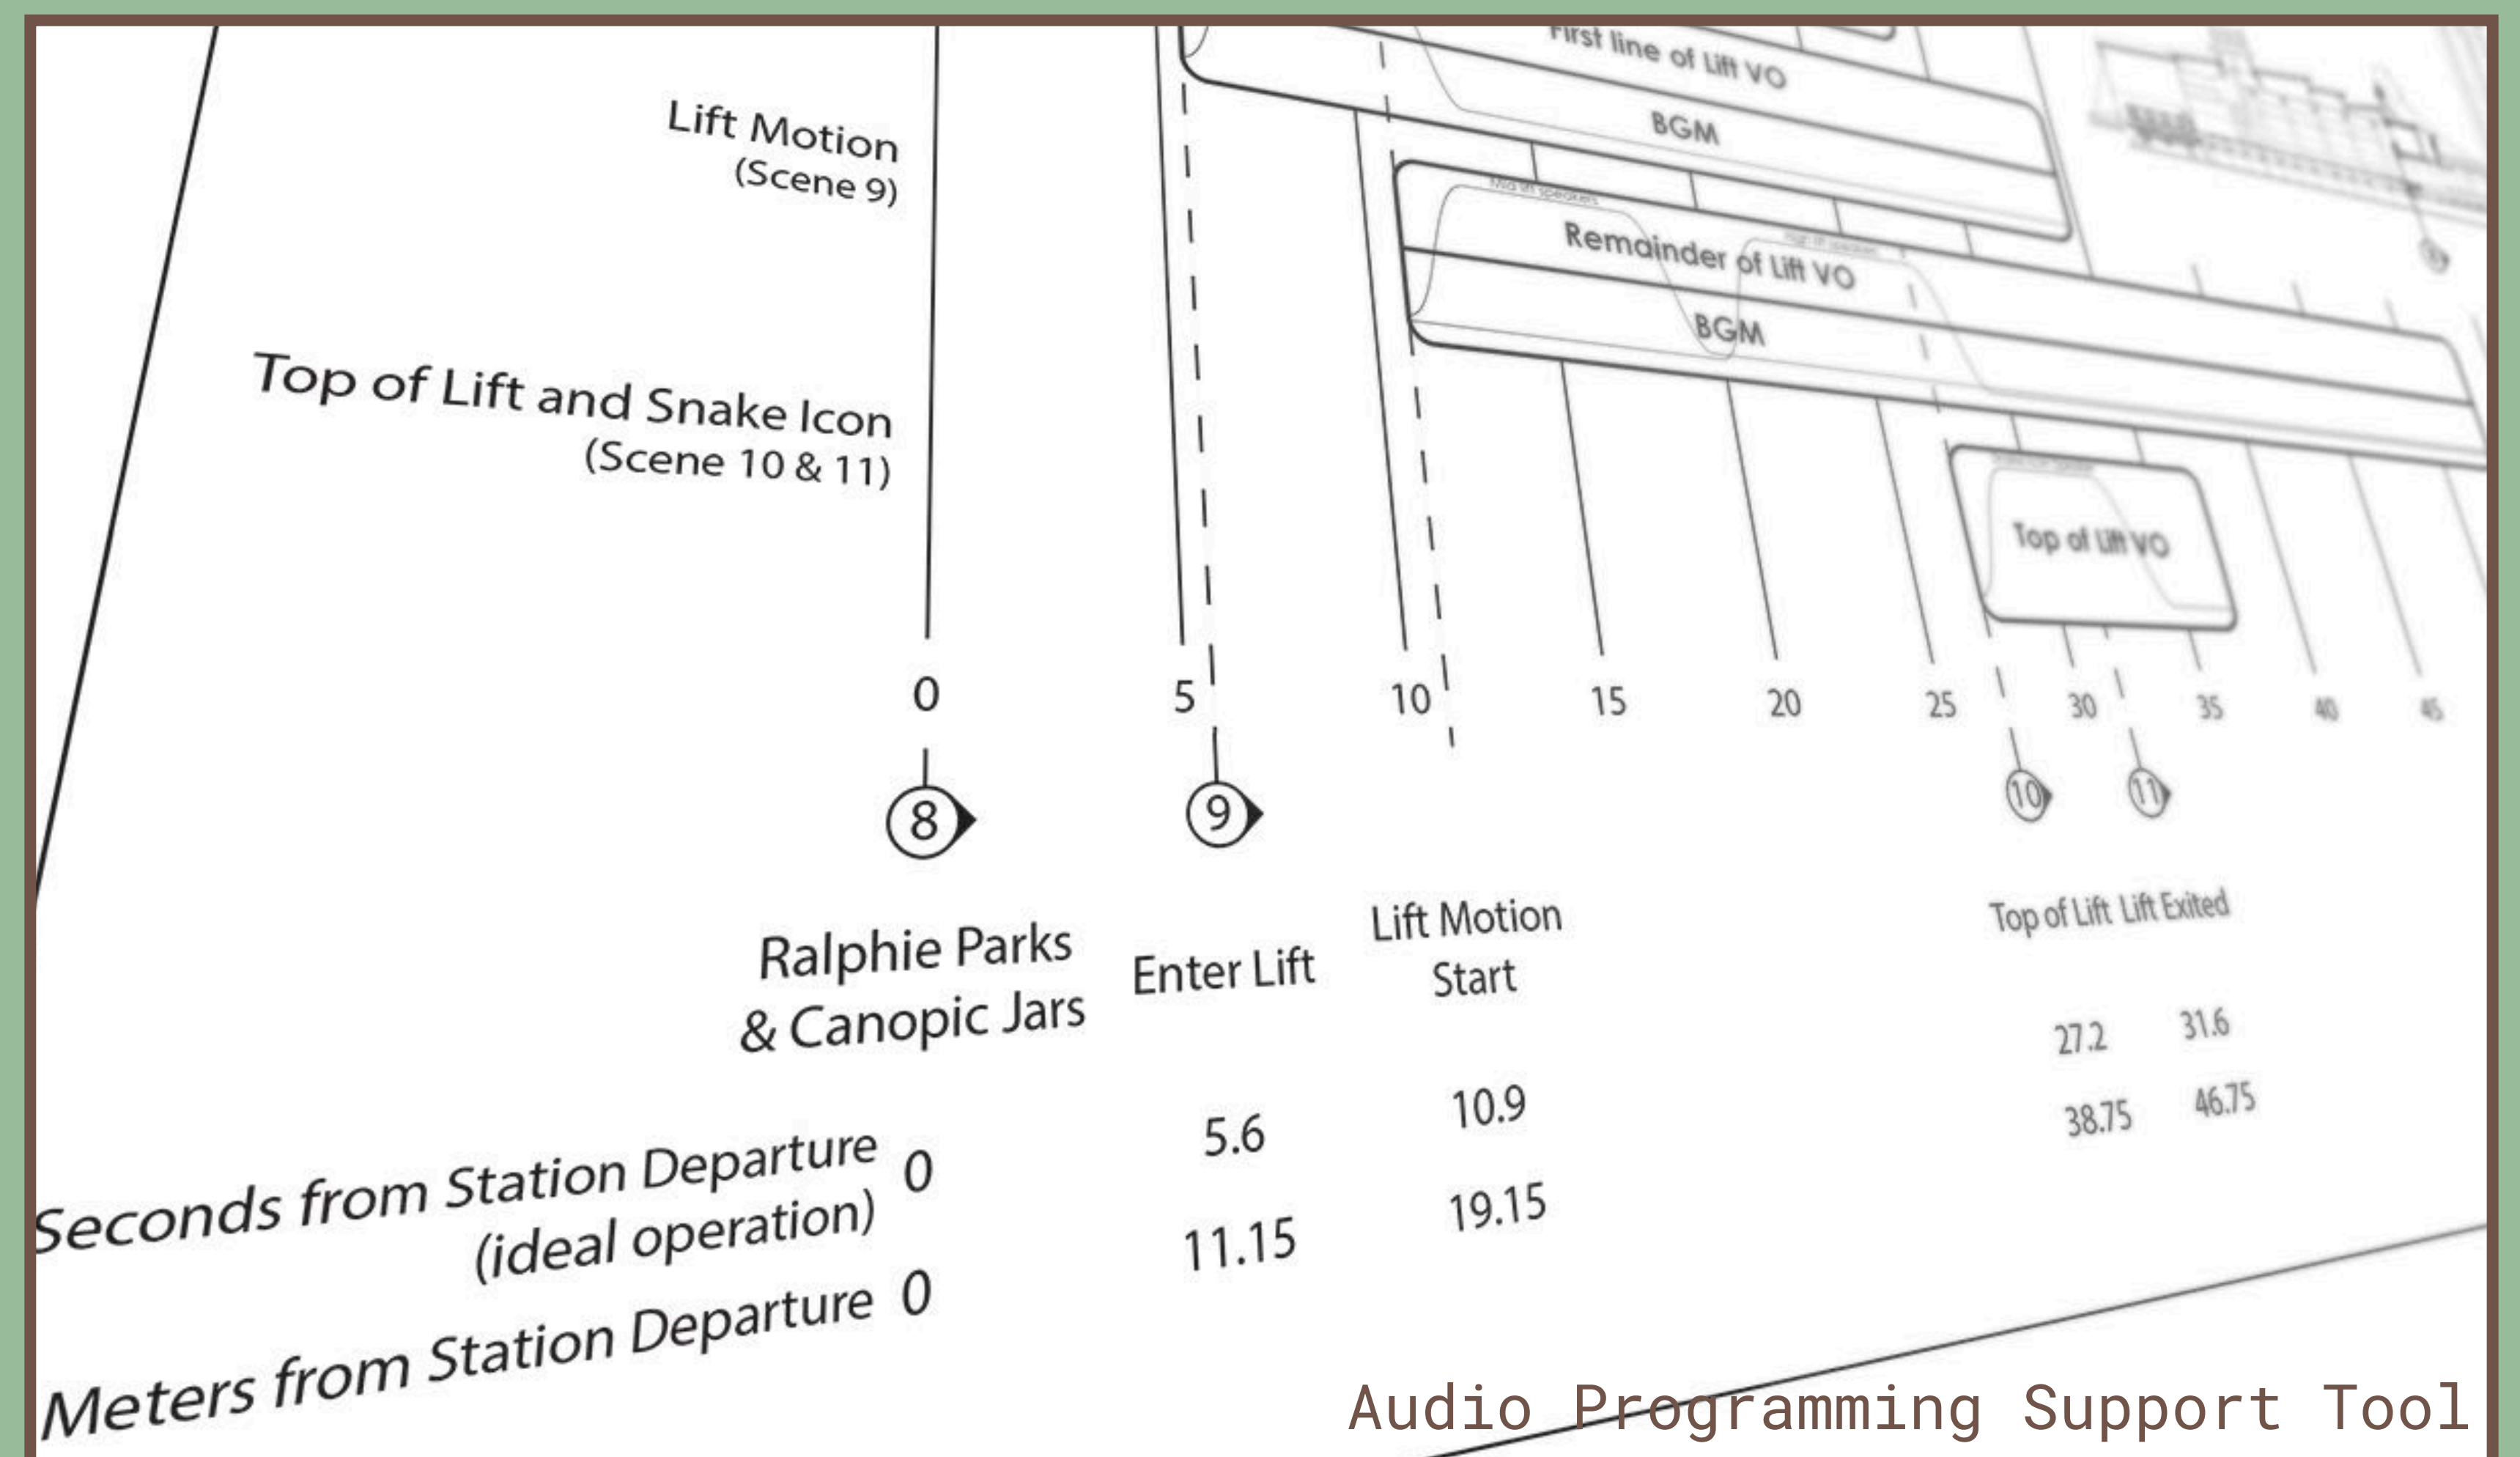 First line of Lift VO
BGM
Lift Motion
(Scene 9)
Mid lift speakers
Remainder of Lift VO
BGM
Top of Lift and Snake Icon
(Scene 10 & 11)
Top of Lift VO
0 5 10 15 20 25 30 35 40 45
8 9 10 11
Ralphie Parks
& Canopic Jars
Enter Lift
Lift Motion
Start
Top of Lift
Lift Exited
Seconds from Station Departure
(ideal operation)
0 5.6 10.9 27.2 31.6
Meters from Station Departure
0 11.15 19.15 38.75 46.75
Audio Programming Support Tool